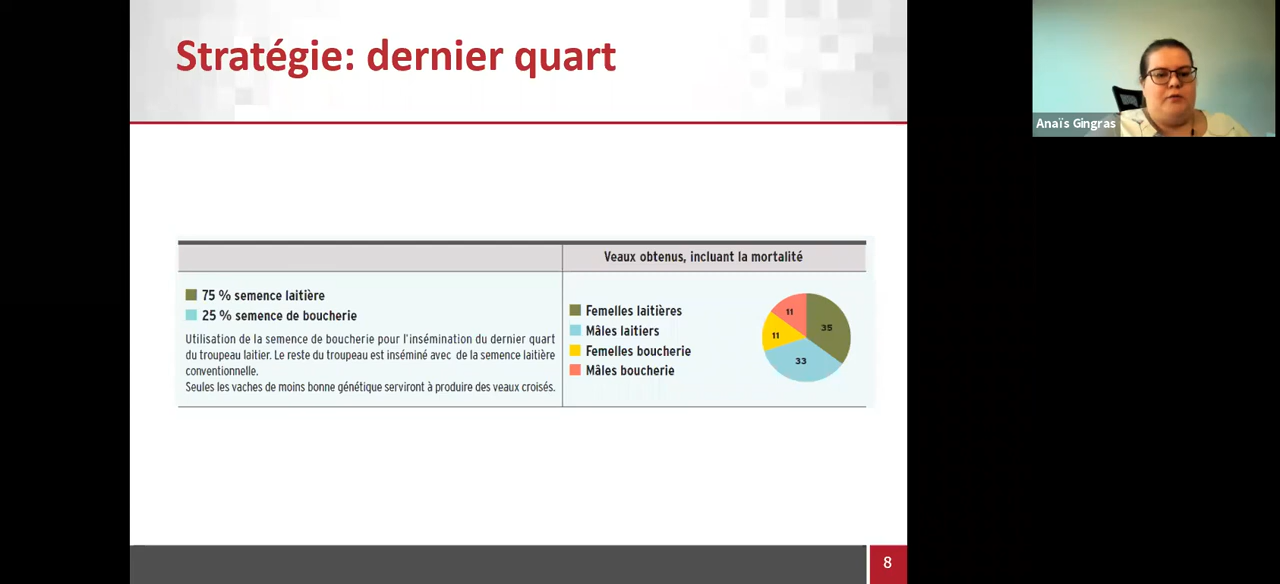 Stratégie: dernier quart
Anaïs Gingras
Veaux obtenus, incluant la mortalité
75 % semence laitière
25 % semence de boucherie
Utilisation de la semence de boucherie pour l'insémination du dernier quart
du troupeau laitier. Le reste du troupeau est inséminé avec de la semence laitière
conventionnelle.
Seules les vaches de moins bonne génétique serviront à produire des veaux croisés.
Femelles laitières
Mâles laitiers
Femelles boucherie
Mâles boucherie
11
35
11
33
8